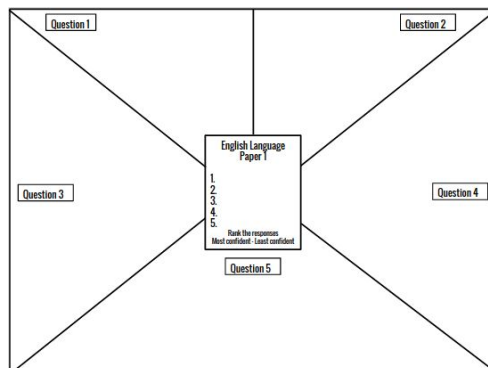 Question 1
Question 2
English Language
Paper 1
1.
2.
3.
4.
5.
Rank the responses
Most confident - Least confident
Question 3
Question 4
Question 5